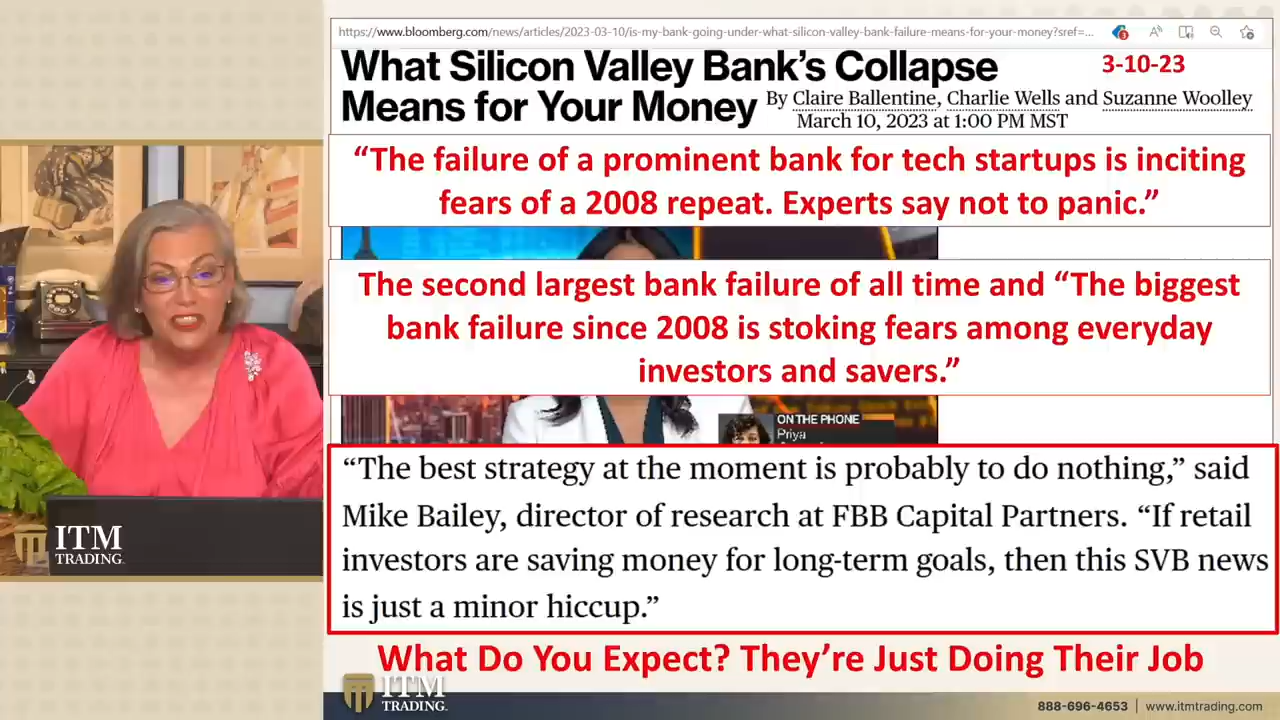 https://www.bloomberg.com/news/articles/2023-03-10/is-my-bank-going-under-what-silicon-valley-bank-failure-means-for-your-money?sref=...
What Silicon Valley Bank's Collapse
Means for Your Money
3-10-23
By Claire Ballentine, Charlie Wells and Suzanne Woolley
March 10, 2023 at 1:00 PM MST
“The failure of a prominent bank for tech startups is inciting
fears of a 2008 repeat. Experts say not to panic.”
The second largest bank failure of all time and “The biggest
bank failure since 2008 is stoking fears among everyday
investors and savers.”
ON THE PHONE
Priya
“The best strategy at the moment is probably to do nothing,” said
Mike Bailey, director of research at FBB Capital Partners. “If retail
investors are saving money for long-term goals, then this SVB news
is just a minor hiccup.”
What Do You Expect? They’re Just Doing Their Job
ITM
TRADING
ITM
TRADING
888-696-4653 | www.itmtrading.com